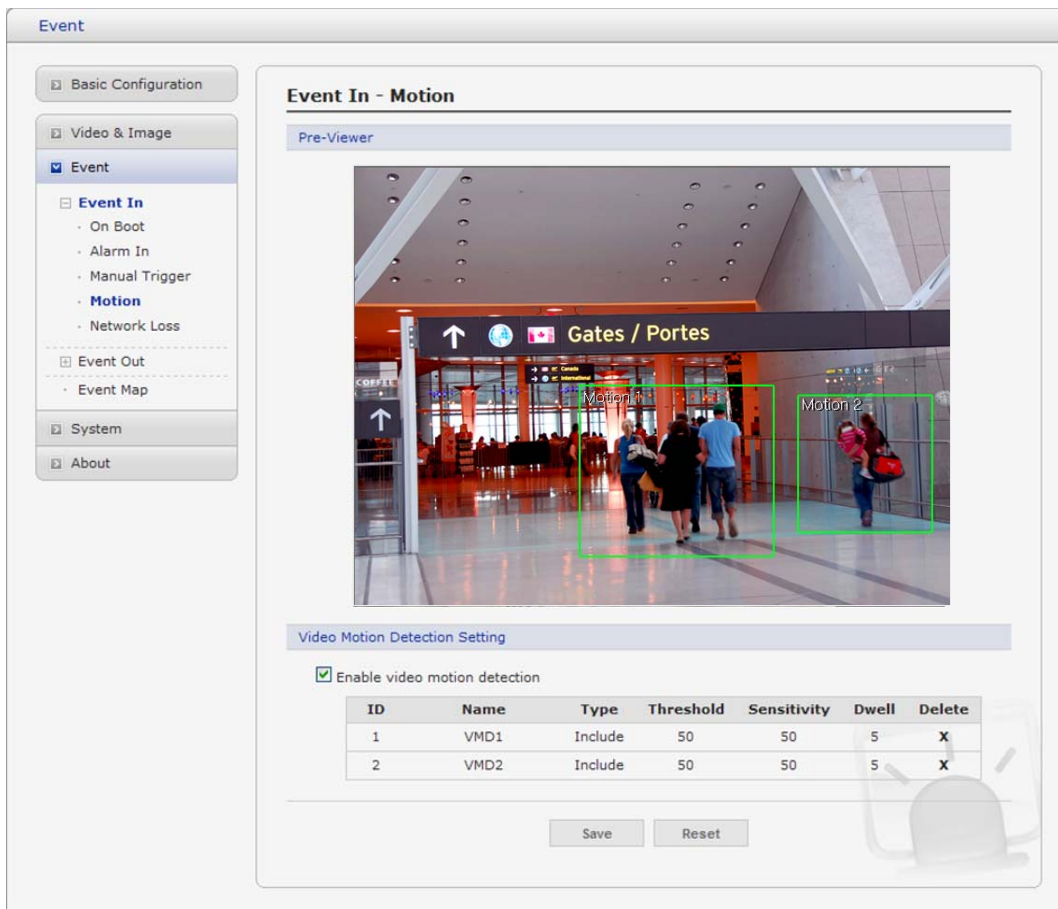 Event
Basic Configuration
Video & Image
Event
Event In
On Boot
Alarm In
Manual Trigger
Motion
Network Loss
Event Out
Event Map
System
About
Event In - Motion
Pre-Viewer
Gates / Portes
Canada
International
COFFEE
Motion 1
Motion 2
Video Motion Detection Setting
Enable video motion detection
ID Name Type Threshold Sensitivity Dwell Delete
1 VMD1 Include 50 50 5 X
2 VMD2 Include 50 50 5 X
Save Reset